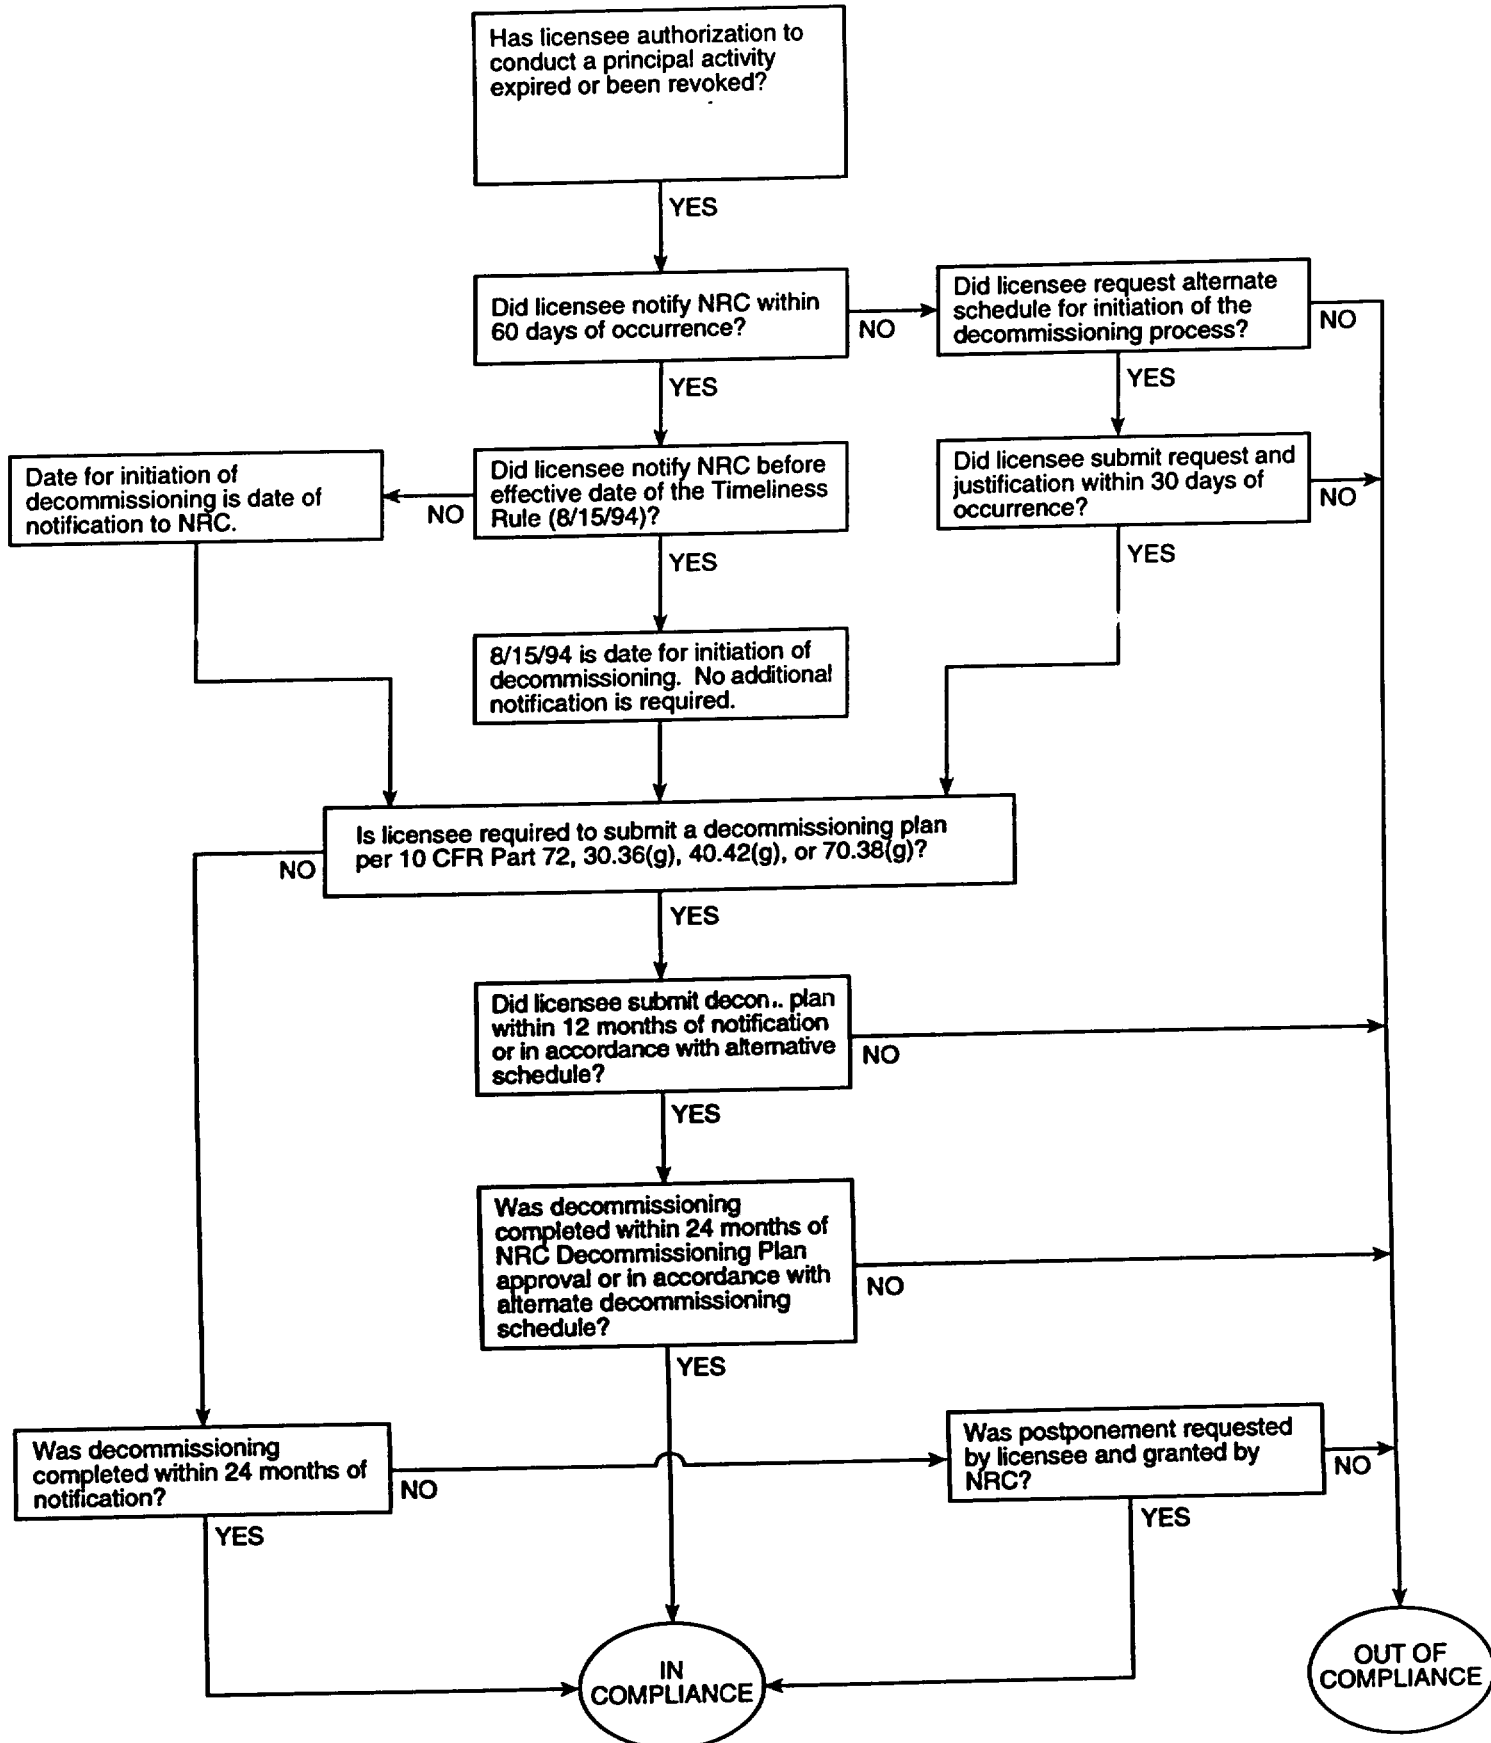 Has licensee authorization to
conduct a principal activity
expired or been revoked?
YES
Did licensee notify NRC within
60 days of occurrence?
NO
Did licensee request alternate
schedule for initiation of the
decommissioning process?
NO
YES
YES
Date for initiation of
decommissioning is date of
notification to NRC.
NO
Did licensee notify NRC before
effective date of the Timeliness
Rule (8/15/94)?
Did licensee submit request and
justification within 30 days of
occurrence?
NO
YES
YES
8/15/94 is date for initiation of
decommissioning. No additional
notification is required.
Is licensee required to submit a decommissioning plan
per 10 CFR Part 72, 30.36(g), 40.42(g), or 70.38(g)?
NO
YES
Did licensee submit decon.. plan
within 12 months of notification
or in accordance with alternative
schedule?
NO
YES
Was decommissioning
completed within 24 months of
NRC Decommissioning Plan
approval or in accordance with
alternate decommissioning
schedule?
NO
YES
Was decommissioning
completed within 24 months of
notification?
NO
YES
Was postponement requested
by licensee and granted by
NRC?
NO
YES
IN
COMPLIANCE
OUT OF
COMPLIANCE